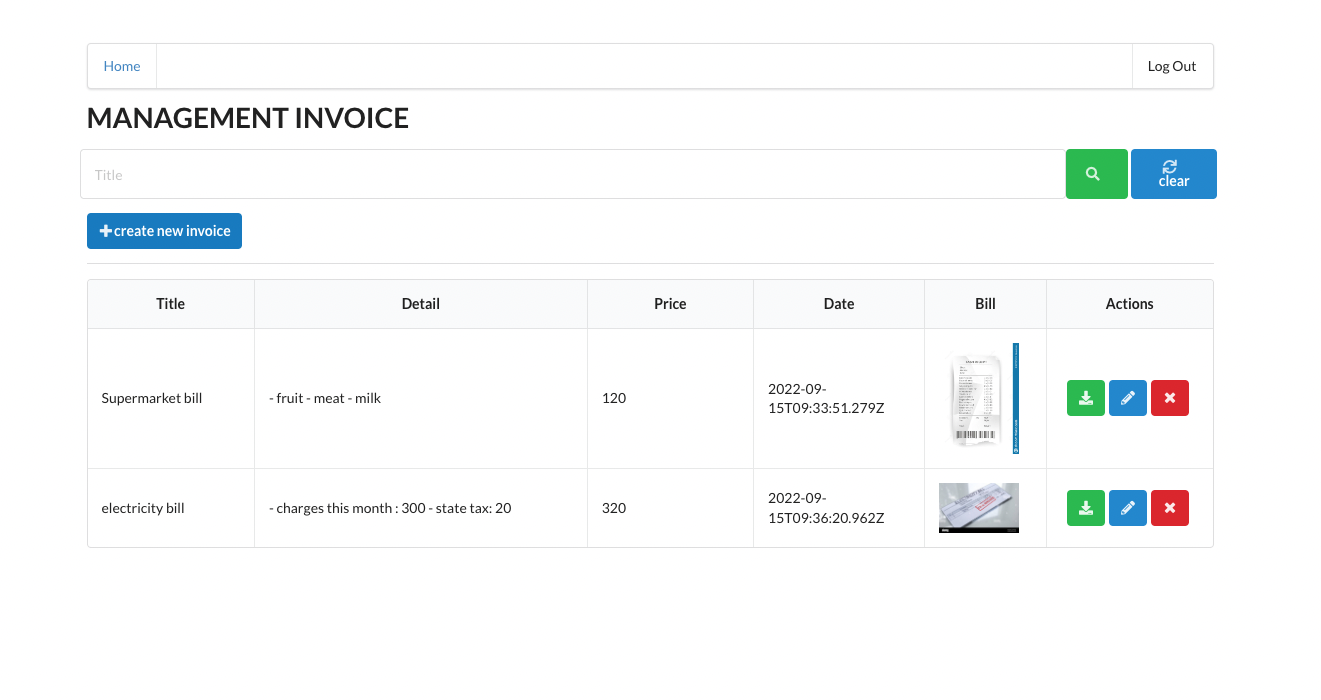 Home
Log Out
MANAGEMENT INVOICE
Title
clear
create new invoice
Title
Detail
Price
Date
Bill
Actions
Supermarket bill
- fruit - meat - milk
120
2022-09-
15T09:33:51.279Z
electricity bill
- charges this month : 300 - state tax: 20
320
2022-09-
15T09:36:20.962Z